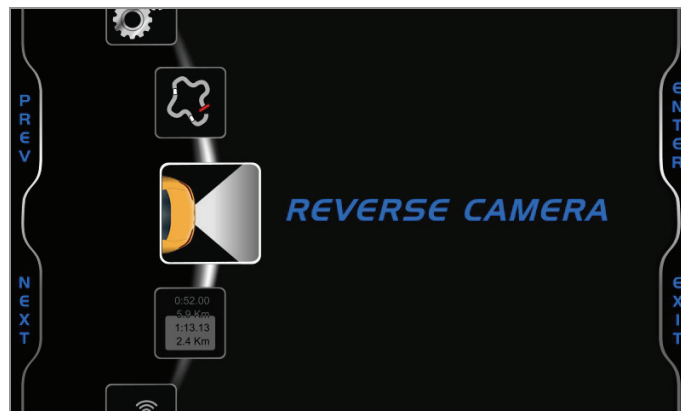 PREV
ENTER
REVERSE CAMERA
NEXT
EXIT
0:52.00
5.9 Km
1:13.13
2.4 Km